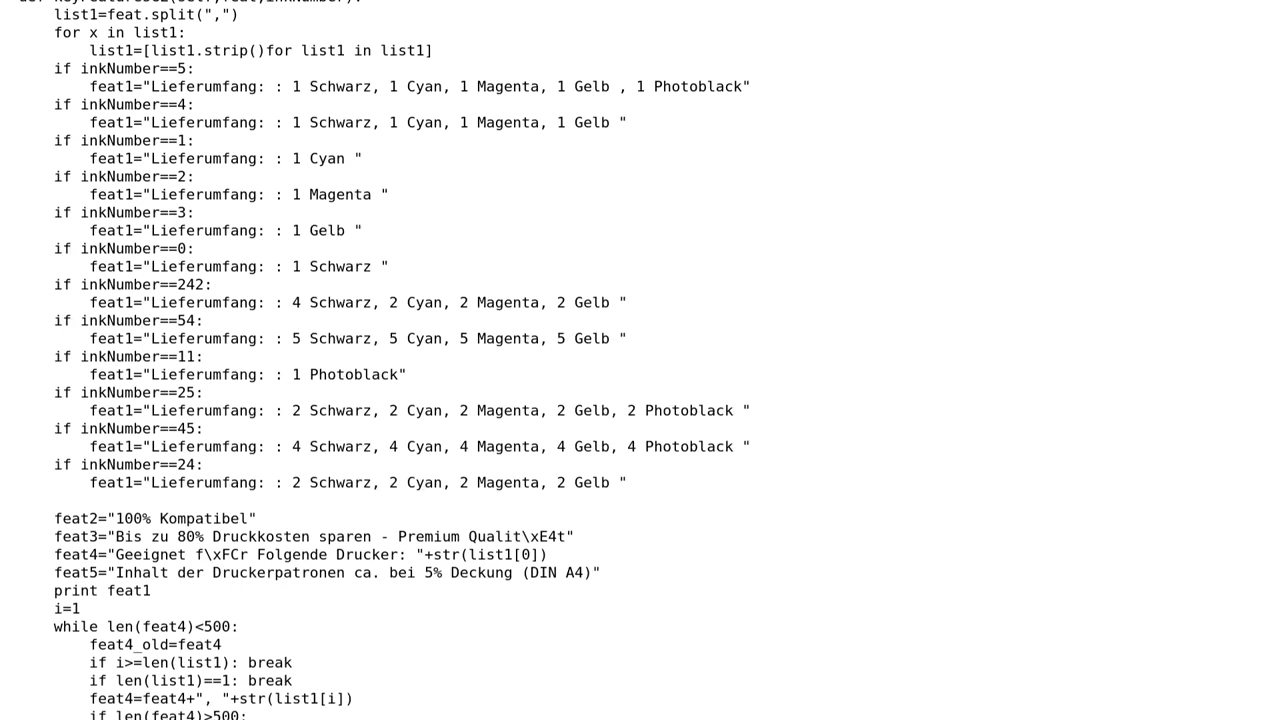 list1=feat.split(",")
for x in list1:
list1=[list1.strip()for list1 in list1]
if inkNumber==5:
feat1="Lieferumfang: : 1 Schwarz, 1 Cyan, 1 Magenta, 1 Gelb , 1 Photoblack"
if inkNumber==4:
feat1="Lieferumfang: : 1 Schwarz, 1 Cyan, 1 Magenta, 1 Gelb "
if inkNumber==1:
feat1="Lieferumfang: : 1 Cyan "
if inkNumber==2:
feat1="Lieferumfang: : 1 Magenta "
if inkNumber==3:
feat1="Lieferumfang: : 1 Gelb "
if inkNumber==0:
feat1="Lieferumfang: : 1 Schwarz "
if inkNumber==242:
feat1="Lieferumfang: : 4 Schwarz, 2 Cyan, 2 Magenta, 2 Gelb "
if inkNumber==54:
feat1="Lieferumfang: : 5 Schwarz, 5 Cyan, 5 Magenta, 5 Gelb "
if inkNumber==11:
feat1="Lieferumfang: : 1 Photoblack"
if inkNumber==25:
feat1="Lieferumfang: : 2 Schwarz, 2 Cyan, 2 Magenta, 2 Gelb, 2 Photoblack "
if inkNumber==45:
feat1="Lieferumfang: : 4 Schwarz, 4 Cyan, 4 Magenta, 4 Gelb, 4 Photoblack "
if inkNumber==24:
feat1="Lieferumfang: : 2 Schwarz, 2 Cyan, 2 Magenta, 2 Gelb "
feat2="100% Kompatibel"
feat3="Bis zu 80% Druckkosten sparen - Premium Qualit\xE4t"
feat4="Geeignet f\xFCr Folgende Drucker: "+str(list1[0])
feat5="Inhalt der Druckerpatronen ca. bei 5% Deckung (DIN A4)"
print feat1
i=1
while len(feat4)<500:
feat4_old=feat4
if i>=len(list1): break
if len(list1)==1: break
feat4=feat4+", "+str(list1[i])
if len(feat4)>500: